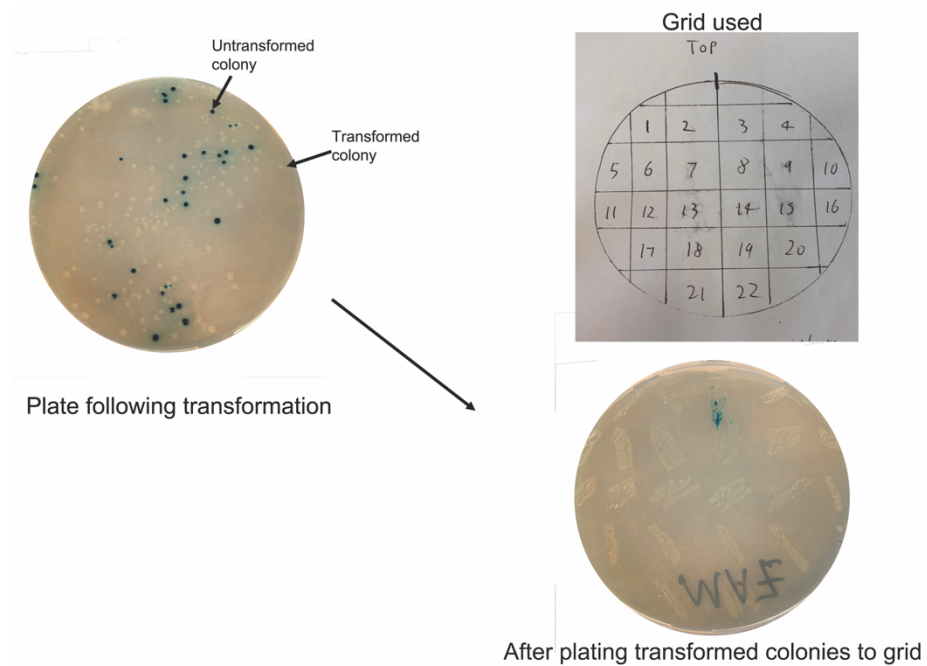 Grid used
Untransformed
colony
Transformed
colony
TOP
1 2 3 4
5 6 7 8 9 10
11 12 13 14 15 16
17 18 19 20
21 22
Plate following transformation
After plating transformed colonies to grid